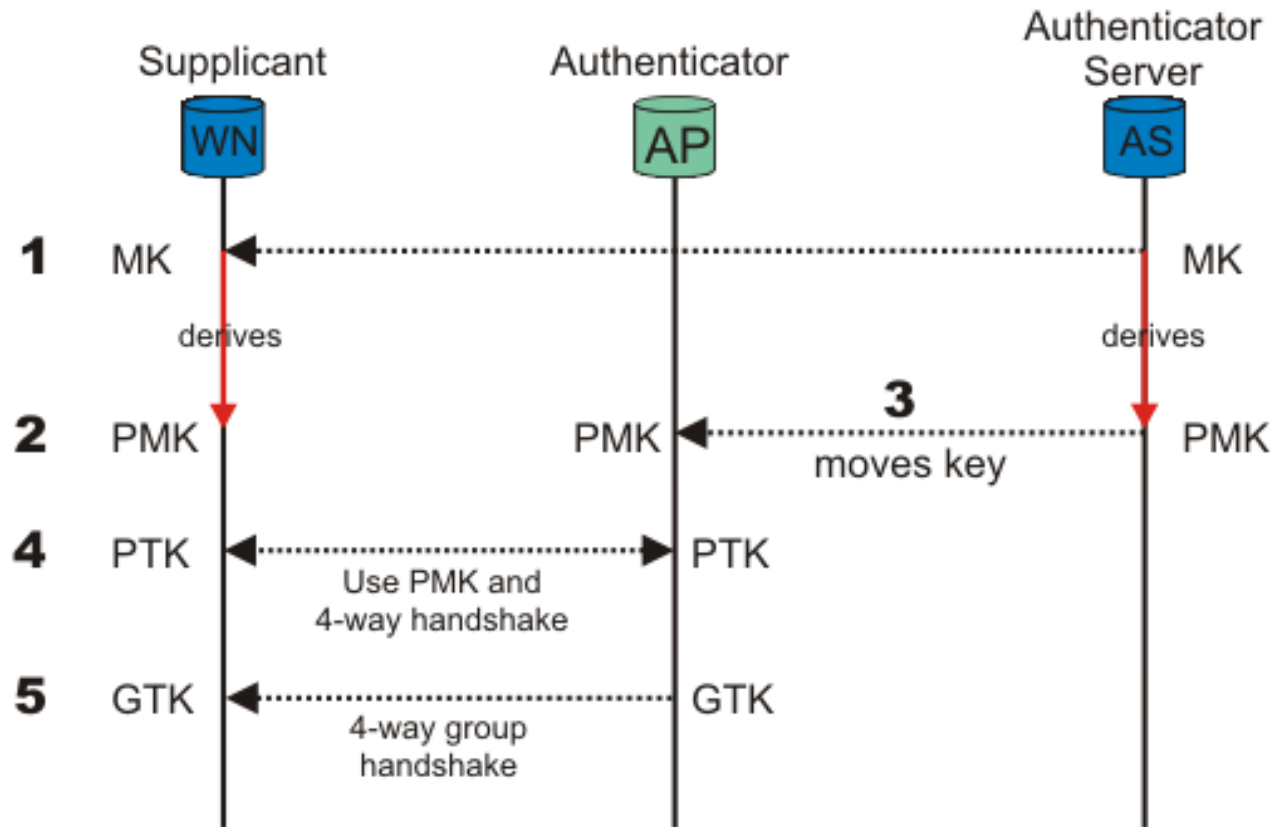 Supplicant
Authenticator
Authenticator
Server
WN
AP
AS
1
MK
MK
derives
derives
2
PMK
PMK
3
moves key
PMK
4
PTK
PTK
Use PMK and
4-way handshake
5
GTK
GTK
4-way group
handshake